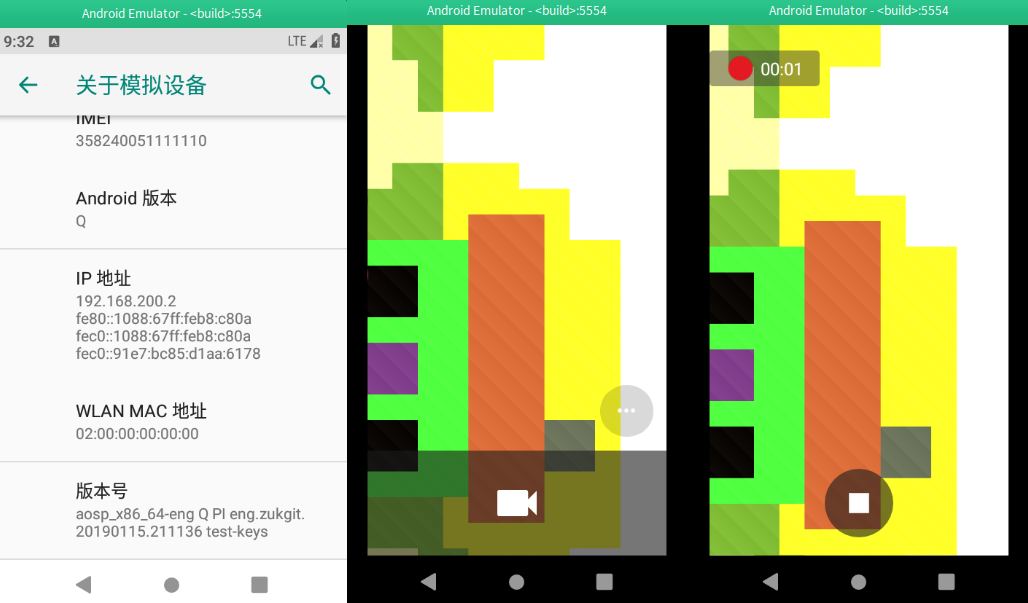 Android Emulator - <build>:5554
9:32 A LTE
关于模拟设备
IMEI
358240051111110
Android 版本
Q
IP 地址
192.168.200.2
fe80::1088:67ff:feb8:c80a
fec0::1088:67ff:feb8:c80a
fec0::91e7:bc85:d1aa:6178
WLAN MAC 地址
02:00:00:00:00:00
版本号
aosp_x86_64-eng Q PI eng.zukgit.
20190115.211136 test-keys
Android Emulator - <build>:5554
Android Emulator - <build>:5554
00:01